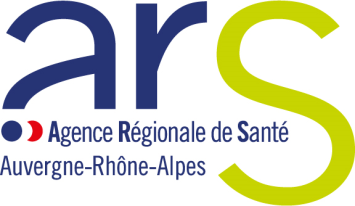 ars
Agence Régionale de Santé
Auvergne-Rhône-Alpes